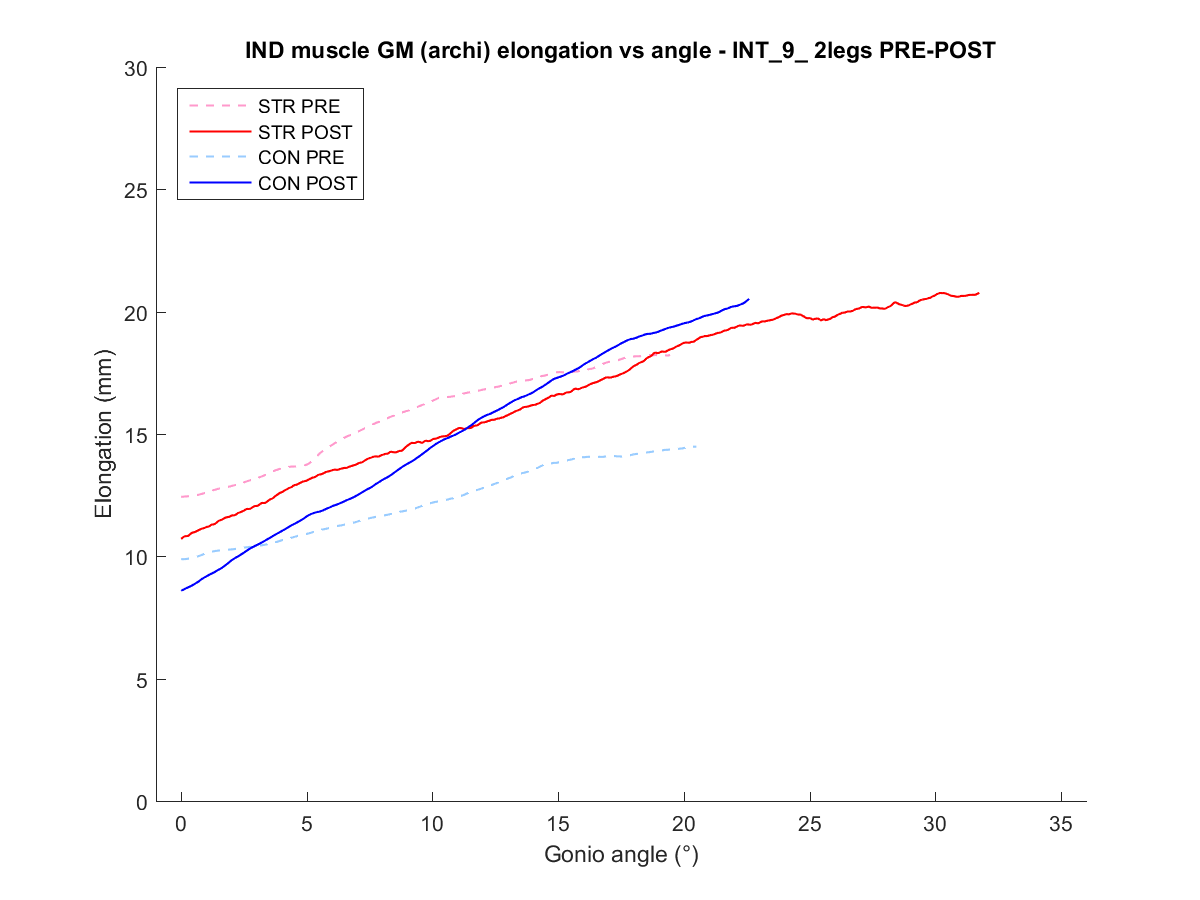 IND muscle GM (archi) elongation vs angle - INT_9_ 2legs PRE-POST
30
25
20
15
10
5
0
STR PRE
STR POST
CON PRE
CON POST
Elongation (mm)
0 5 10 15 20 25 30 35
Gonio angle (°)